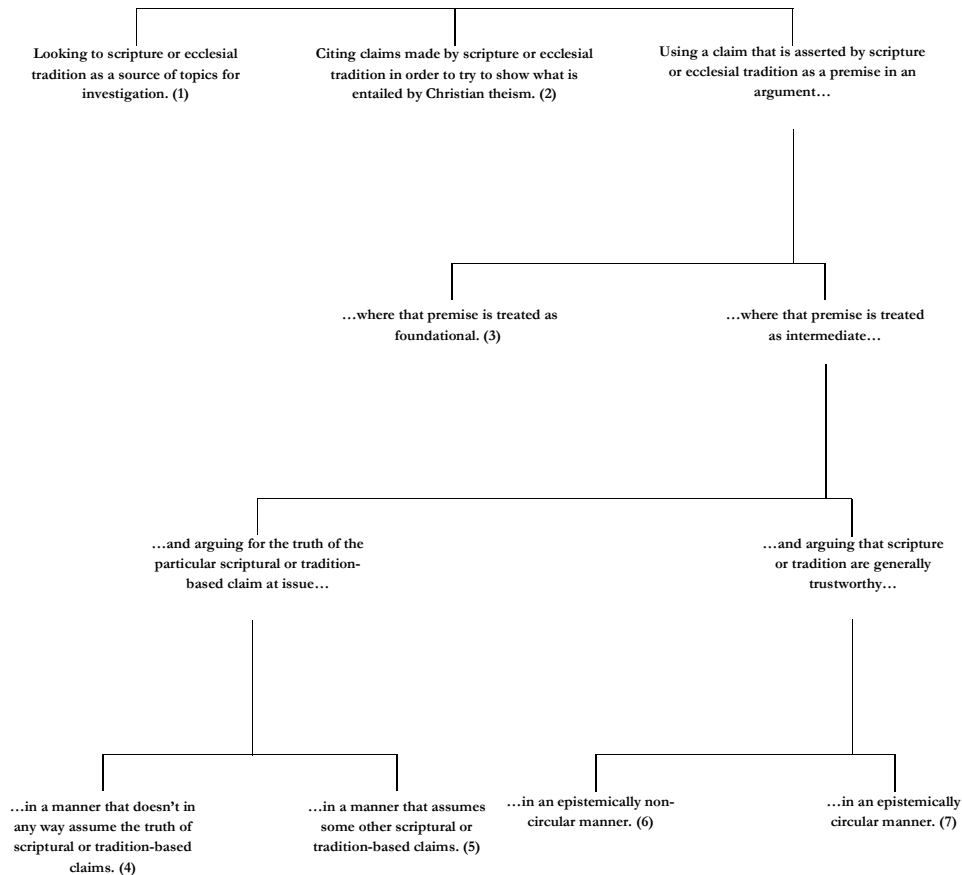 Looking to scripture or ecclesial
tradition as a source of topics for
investigation. (1)
Citing claims made by scripture or ecclesial
tradition in order to try to show what is
entailed by Christian theism. (2)
Using a claim that is asserted by scripture
or ecclesial tradition as a premise in an
argument…
…where that premise is treated as
foundational. (3)
…where that premise is treated
as intermediate…
…and arguing for the truth of the
particular scriptural or tradition-
based claim at issue…
…and arguing that scripture
or tradition are generally
trustworthy…
…in a manner that doesn’t in
any way assume the truth of
scriptural or tradition-based
claims. (4)
…in a manner that assumes
some other scriptural or
tradition-based claims. (5)
…in an epistemically non-
circular manner. (6)
…in an epistemically
circular manner. (7)